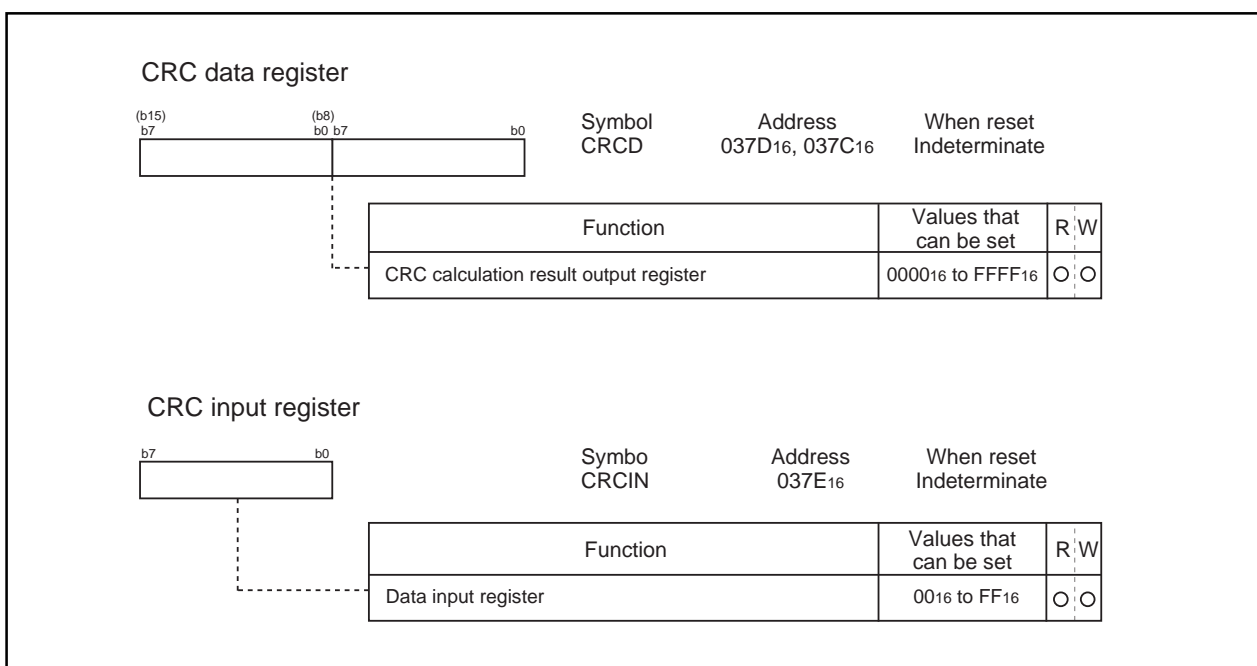 CRC data register
(b15) (b8)
b7 b0 b7 b0
Symbol Address When reset
CRCD 037D16, 037C16 Indeterminate
Function Values that can be set R W
CRC calculation result output register 000016 to FFFF16
CRC input register
b7 b0
Symbo Address When reset
CRCIN 037E16 Indeterminate
Function Values that can be set R W
Data input register 0016 to FF16